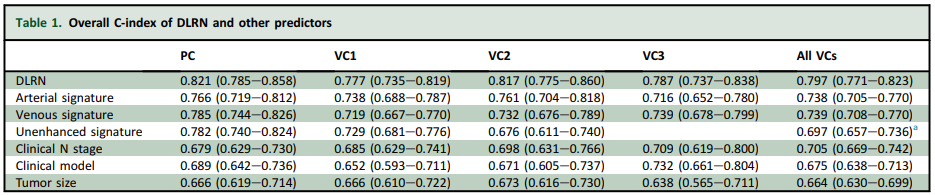 Table 1. Overall C-index of DLRN and other predictors
PC VC1 VC2 VC3 All VCs
DLRN 0.821 (0.785−0.858) 0.777 (0.735−0.819) 0.817 (0.775−0.860) 0.787 (0.737−0.838) 0.797 (0.771−0.823)
Arterial signature 0.766 (0.719−0.812) 0.738 (0.688−0.787) 0.761 (0.704−0.818) 0.716 (0.652−0.780) 0.738 (0.705−0.770)
Venous signature 0.785 (0.744−0.826) 0.719 (0.667−0.770) 0.732 (0.676−0.789) 0.739 (0.678−0.799) 0.739 (0.708−0.770)
Unenhanced signature 0.782 (0.740−0.824) 0.729 (0.681−0.776) 0.676 (0.611−0.740) 0.697 (0.657−0.736)a
Clinical N stage 0.679 (0.629−0.730) 0.685 (0.629−0.741) 0.698 (0.631−0.766) 0.709 (0.619−0.800) 0.705 (0.669−0.742)
Clinical model 0.689 (0.642−0.736) 0.652 (0.593−0.711) 0.671 (0.605−0.737) 0.732 (0.661−0.804) 0.675 (0.638−0.713)
Tumor size 0.666 (0.619−0.714) 0.666 (0.610−0.722) 0.673 (0.616−0.730) 0.638 (0.565−0.711) 0.664 (0.630−0.699)